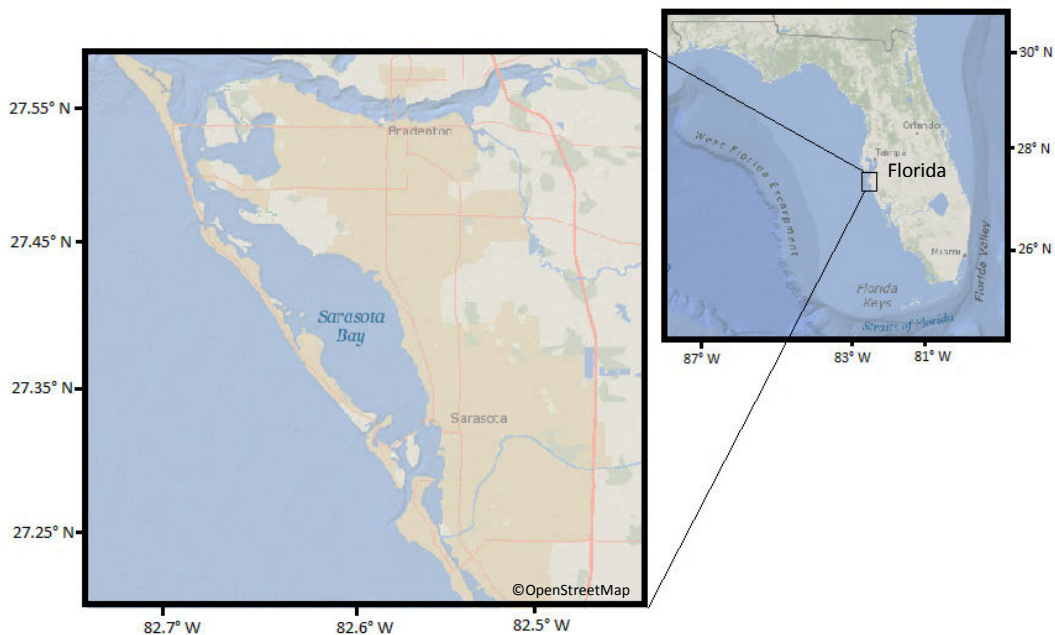 27.55° N
27.45° N
27.35° N
27.25° N
82.7° W
82.6° W
82.5° W
Bradenton
Sarasota
Bay
Sarasota
©OpenStreetMap
30° N
28° N
26° N
87° W
83° W
81° W
West Florida Escarpment
Orlando
Tampa
Florida
Miami
Florida
Keys
Straits of Florida
Florida Valley